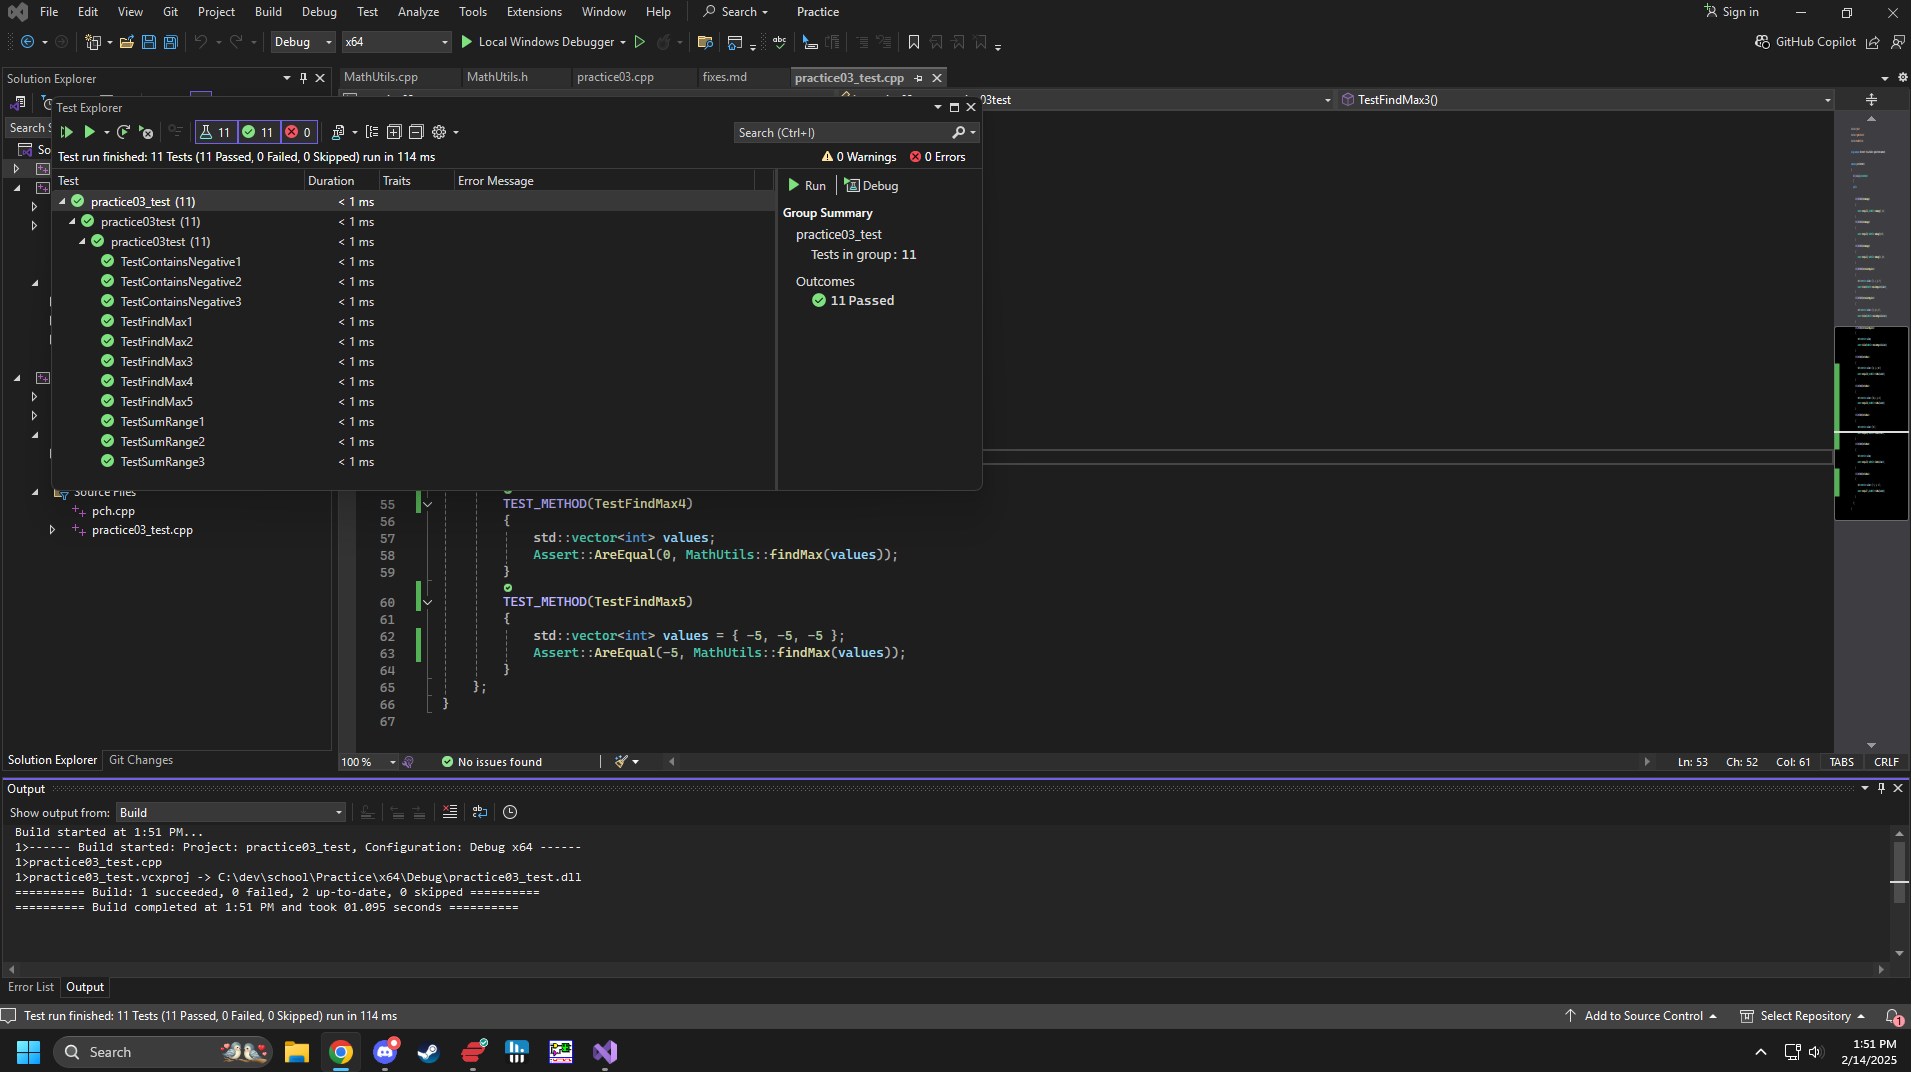 File Edit View Git Project Build Debug Test Analyze Tools Extensions Window Help Search Practice Sign in
Debug x64 Local Windows Debugger GitHub Copilot
Solution Explorer
MathUtils.cpp MathUtils.h practice03.cpp fixes.md practice03_test.cpp
03test TestFindMax3()
Search S
So
Test Explorer
11 11 0
Search (Ctrl+I)
Test run finished: 11 Tests (11 Passed, 0 Failed, 0 Skipped) run in 114 ms
0 Warnings 0 Errors
Test Duration Traits Error Message
practice03_test (11) < 1 ms
practice03test (11) < 1 ms
practice03test (11) < 1 ms
TestContainsNegative1 < 1 ms
TestContainsNegative2 < 1 ms
TestContainsNegative3 < 1 ms
TestFindMax1 < 1 ms
TestFindMax2 < 1 ms
TestFindMax3 < 1 ms
TestFindMax4 < 1 ms
TestFindMax5 < 1 ms
TestSumRange1 < 1 ms
TestSumRange2 < 1 ms
TestSumRange3 < 1 ms
Run Debug
Group Summary
practice03_test
Tests in group: 11
Outcomes
11 Passed
Source Files
pch.cpp
practice03_test.cpp
55 TEST_METHOD(TestFindMax4)
56 {
57 std::vector<int> values;
58 Assert::AreEqual(0, MathUtils::findMax(values));
59 }
60 TEST_METHOD(TestFindMax5)
61 {
62 std::vector<int> values = { -5, -5, -5 };
63 Assert::AreEqual(-5, MathUtils::findMax(values));
64 }
65 };
66 }
67
Solution Explorer Git Changes
100 % No issues found Ln: 53 Ch: 52 Col: 61 TABS CRLF
Output
Show output from: Build
Build started at 1:51 PM...
1>------ Build started: Project: practice03_test, Configuration: Debug x64 ------
1>practice03_test.cpp
1>practice03_test.vcxproj -> C:\dev\school\Practice\x64\Debug\practice03_test.dll
========== Build: 1 succeeded, 0 failed, 2 up-to-date, 0 skipped ==========
========== Build completed at 1:51 PM and took 01.095 seconds ==========
Error List Output
Test run finished: 11 Tests (11 Passed, 0 Failed, 0 Skipped) run in 114 ms
Add to Source Control Select Repository 1
Search
1:51 PM
2/14/2025